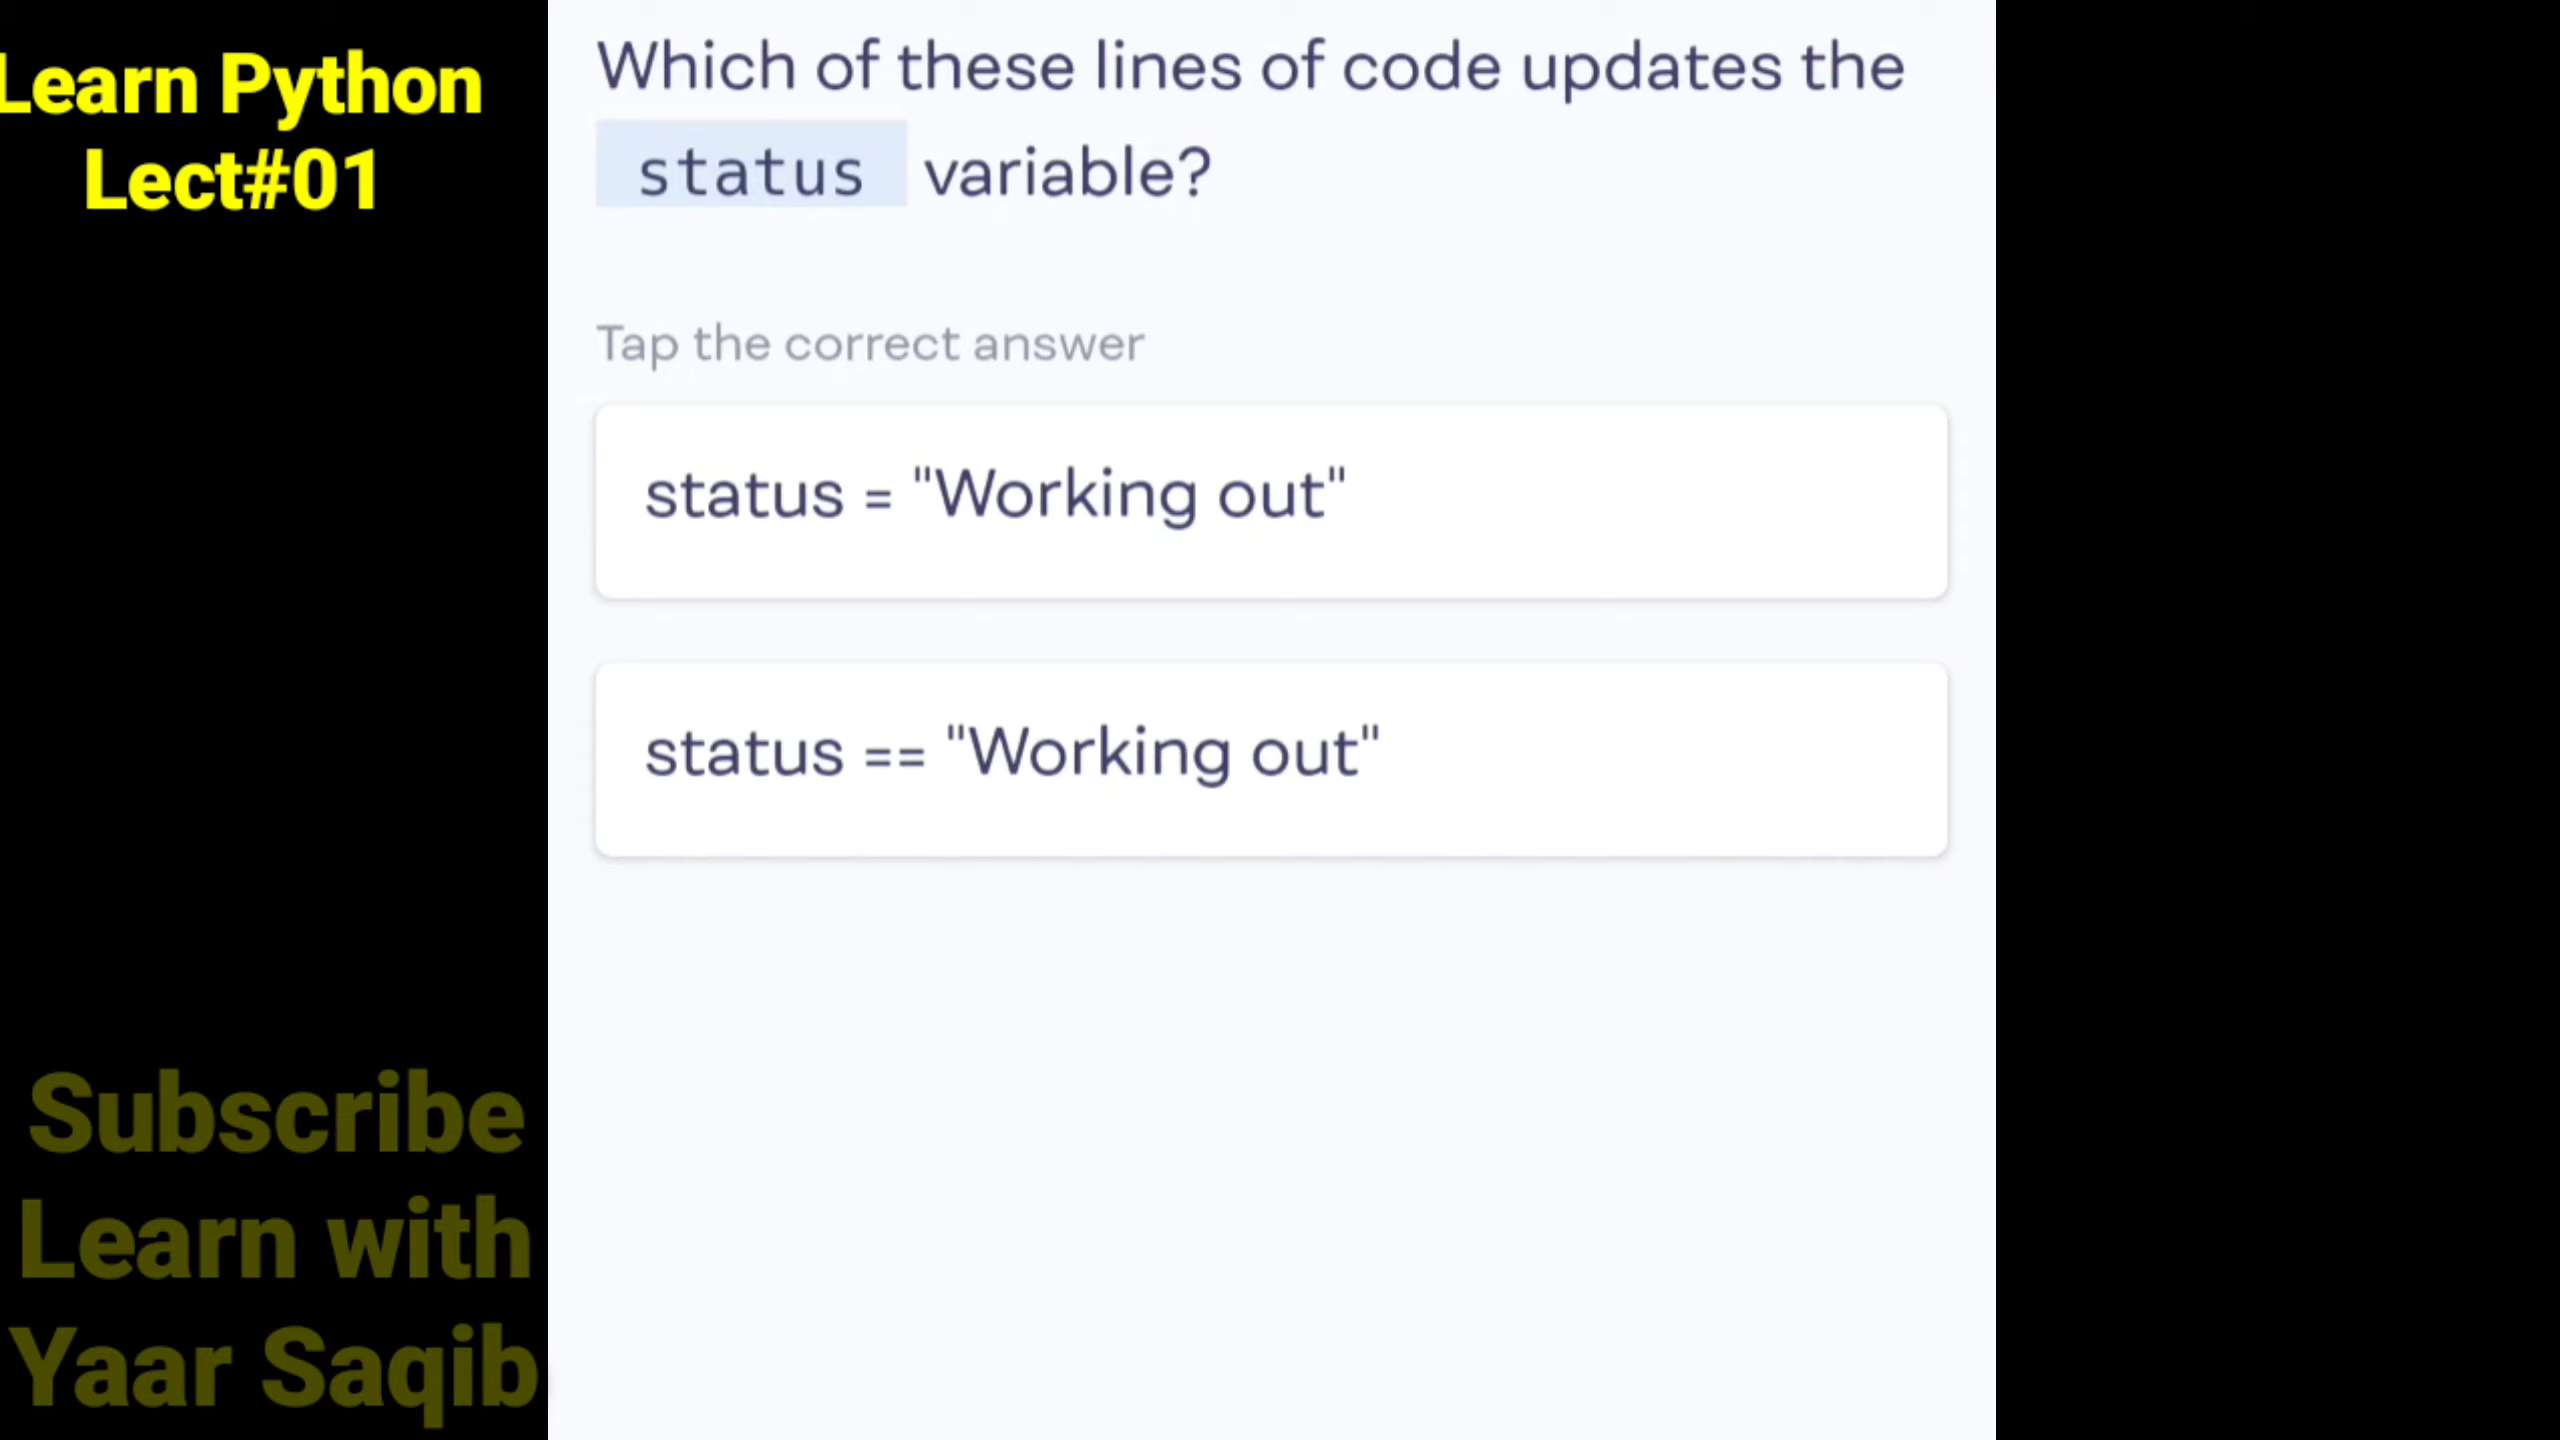 Learn Python
Lect#01
Which of these lines of code updates the
status variable?
Tap the correct answer
status = "Working out"
status == "Working out"
Subscribe
Learn with
Yaar Saqib